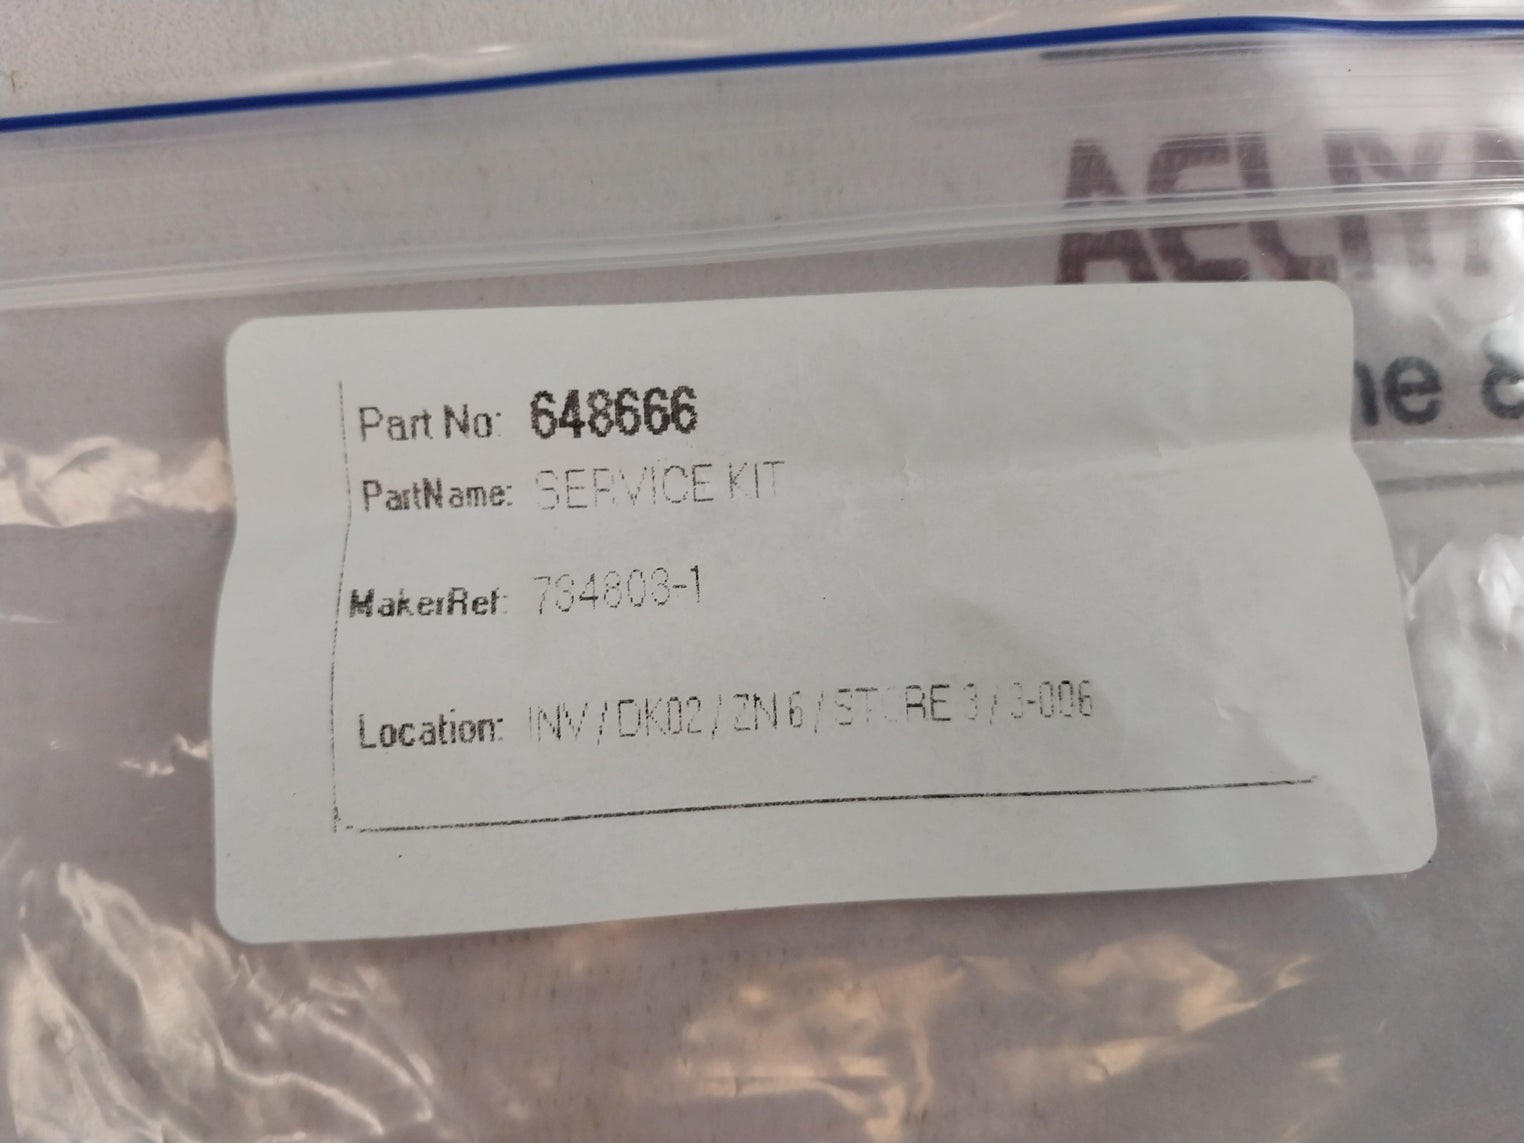 Part No: 648666
PartName: SERVICE KIT
MakerRef: 734803-1
Location: INV / DK02 / ZN 6 / STORE 3 / 3-006